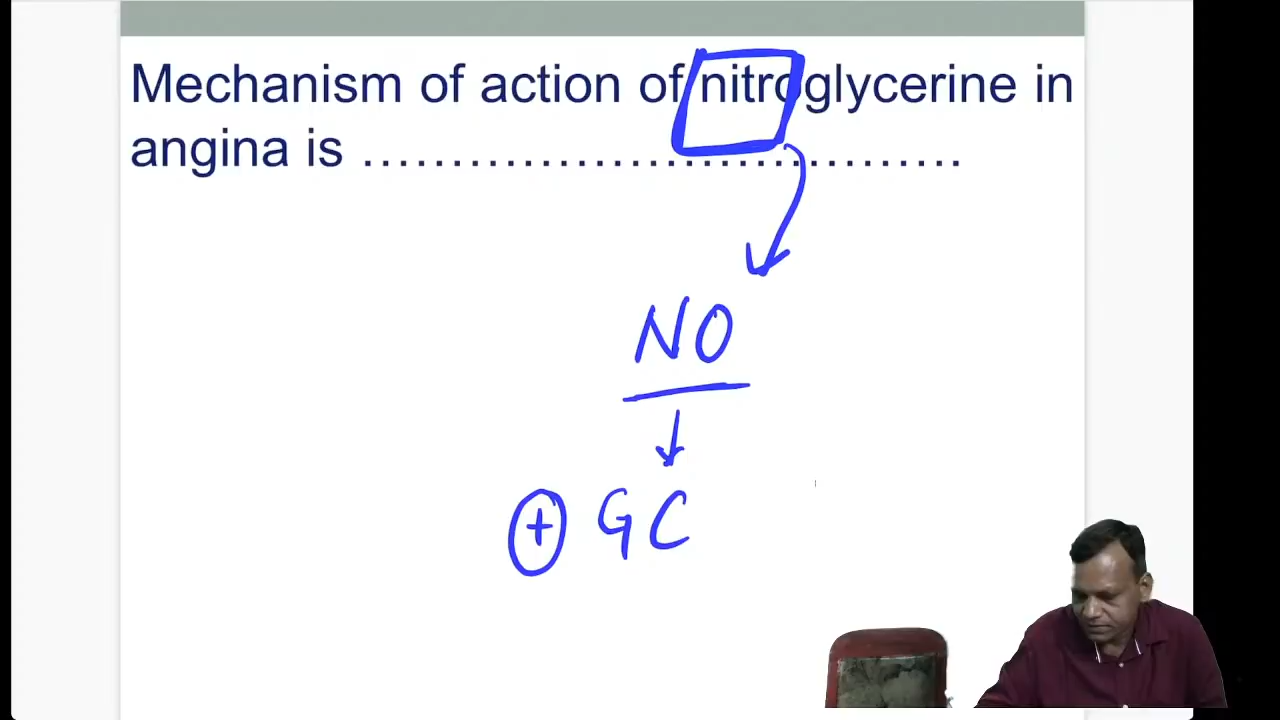 Mechanism of action of nitroglycerine in
angina is ...................................
NO
+ GC